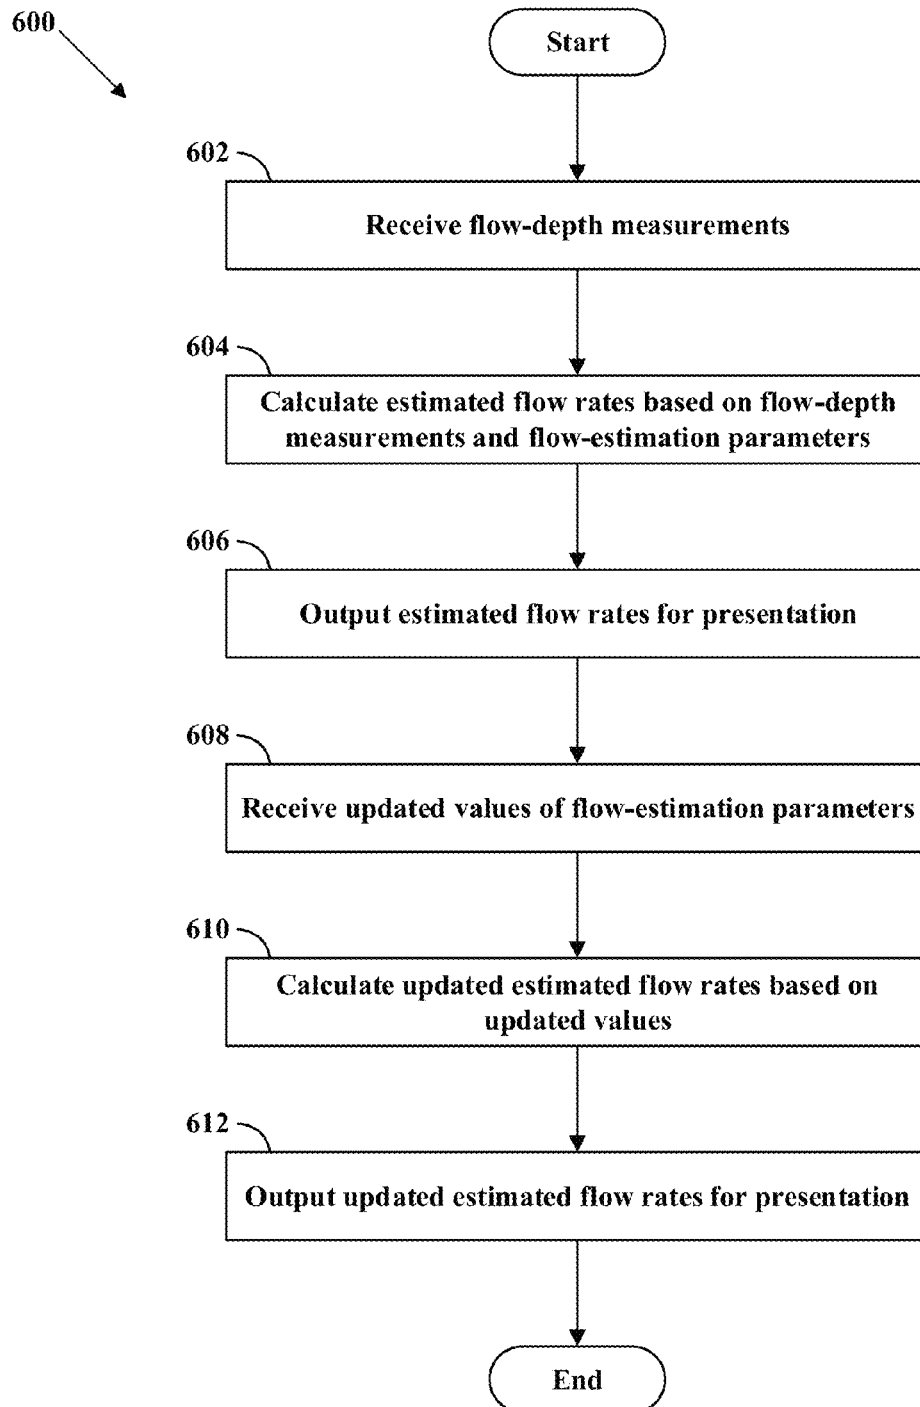 600
Start
602
Receive flow-depth measurements
604
Calculate estimated flow rates based on flow-depth
measurements and flow-estimation parameters
606
Output estimated flow rates for presentation
608
Receive updated values of flow-estimation parameters
610
Calculate updated estimated flow rates based on
updated values
612
Output updated estimated flow rates for presentation
End